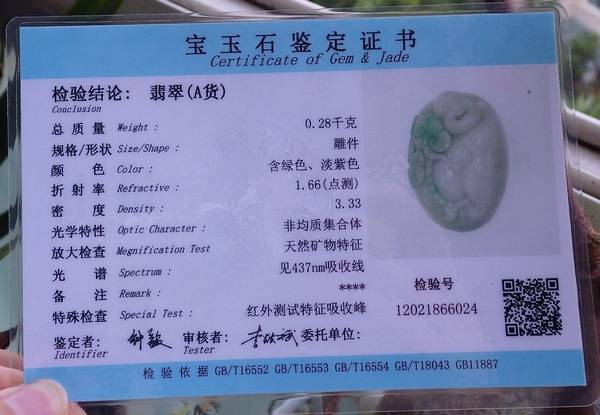 宝玉石鉴定证书
Certificate of Gem & Jade
检验结论: 翡翠(A货)
Conclusion
总质量 Weight : 0.28千克
规格/形状 Size/Shape : 雕件
颜色 Color : 含绿色、淡紫色
折射率 Refractive : 1.66(点测)
密度 Density : 3.33
光学特性 Optic Character : 非均质集合体
放大检查 Megnification Test 天然矿物特征
光谱 Spectrum : 见437nm吸收线
备注 Remark : ****
特殊检查 Special Test : 红外测试特征吸收峰
检验号
12021866024
鉴定者: 审核者: 委托单位:
Identifier Tester
检验依据 GB/T16552 GB/T16553 GB/T16554 GB/T18043 GB11887